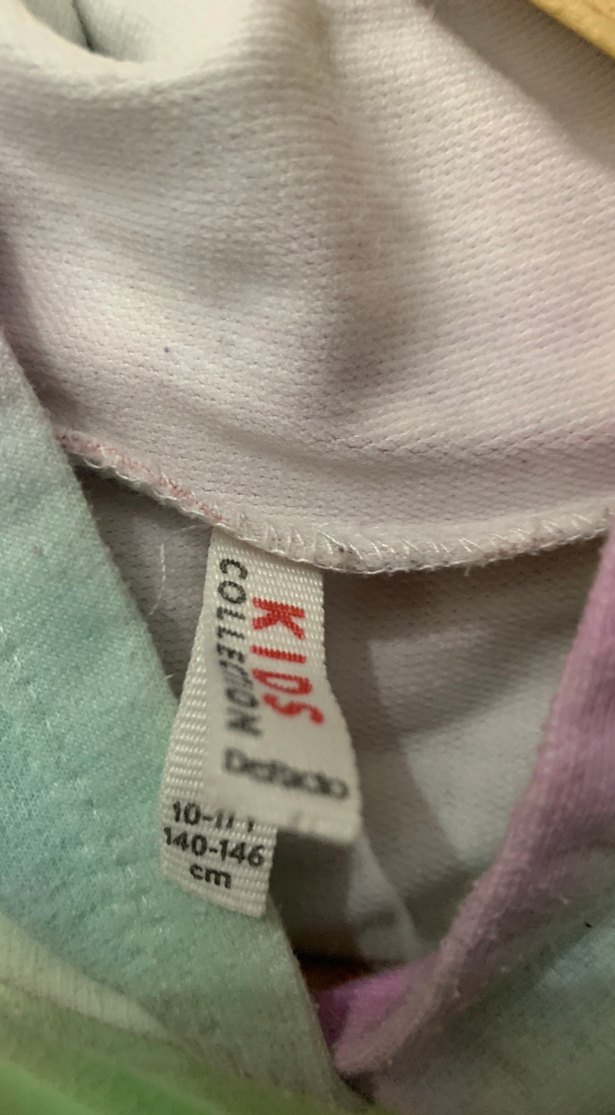 KIDS
COLLECTION
DeFacto
10-11 Y
140-146
cm